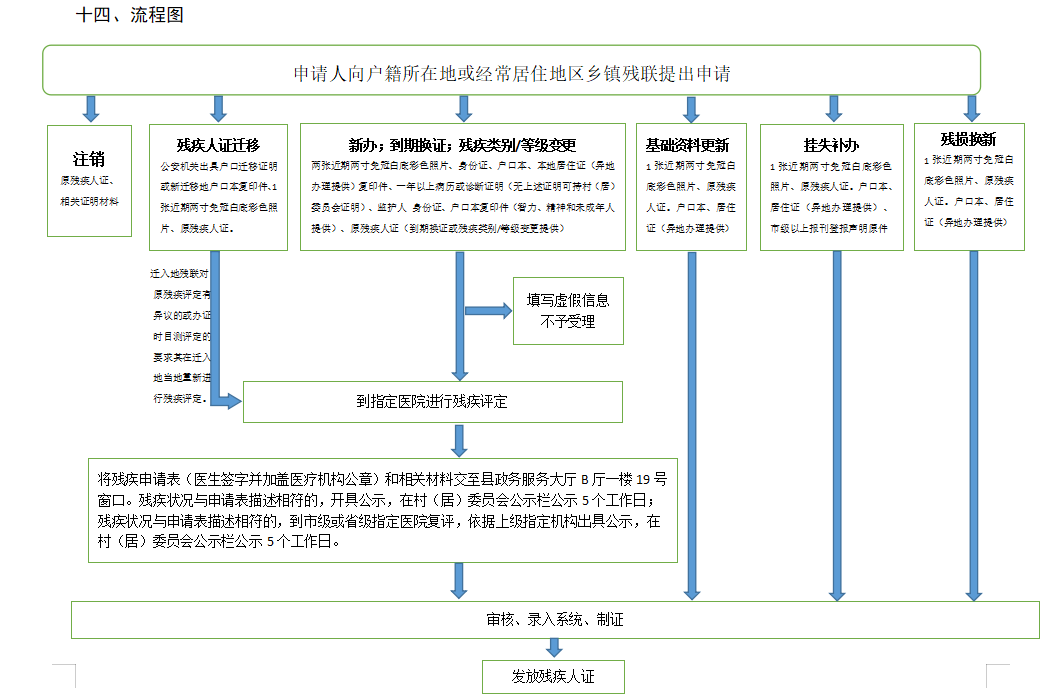 十四、流程图
申请人向户籍所在地或经常居住地区乡镇残联提出申请
注销
原残疾人证、
相关证明材料
残疾人证迁移
公安机关出具户口迁移证明
或新迁移地户口本复印件、1
张近期两寸免冠白底彩色照
片、原残疾人证。
新办；到期换证；残疾类别/等级变更
两张近期两寸免冠白底彩色照片、身份证、户口本、本地居住证（异地
办理提供）复印件、一年以上病历或诊断证明（无上述证明可持村（居）
委员会证明）、监护人 身份证、户口本复印件（智力、精神和未成年人
提供）、原残疾人证（到期换证或残疾类别/等级变更提供）
基础资料更新
1 张近期两寸免冠白
底彩色照片、原残疾
人证。户口本、居住
证（异地办理提供）
挂失补办
1 张近期两寸免冠白底彩色
照片、原残疾人证。户口本、
居住证（异地办理提供）、
市级以上报刊登报声明原件
残损换新
1 张近期两寸免冠白
底彩色照片、原残疾
人证。户口本、居住
证（异地办理提供）
迁入地残联对
原残疾评定有
异议的或办证
时目测评定的
要求其在迁入
地当地重新进
行残疾评定。
填写虚假信息
不予受理
到指定医院进行残疾评定
将残疾申请表（医生签字并加盖医疗机构公章）和相关材料交至县政务服务大厅 B 厅一楼 19 号
窗口。残疾状况与申请表描述相符的，开具公示，在村（居）委员会公示栏公示 5 个工作日；
残疾状况与申请表描述相符的，到市级或省级指定医院复评，依据上级指定机构出具公示，在
村（居）委员会公示栏公示 5 个工作日。
审核、录入系统、制证
发放残疾人证